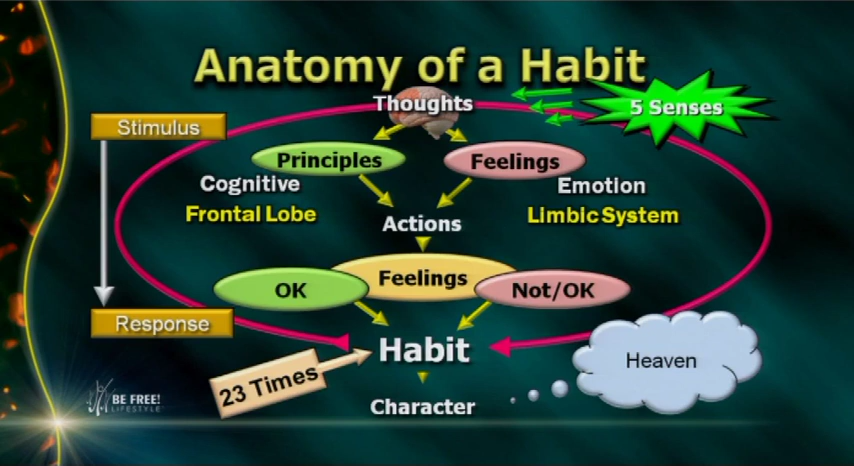 Anatomy of a Habit
Thoughts
5 Senses
Stimulus
Principles
Feelings
Cognitive
Emotion
Frontal Lobe
Limbic System
Actions
Feelings
OK
Not/OK
Response
Habit
Heaven
23 Times
BE FREE!
LIFESTYLE
Character